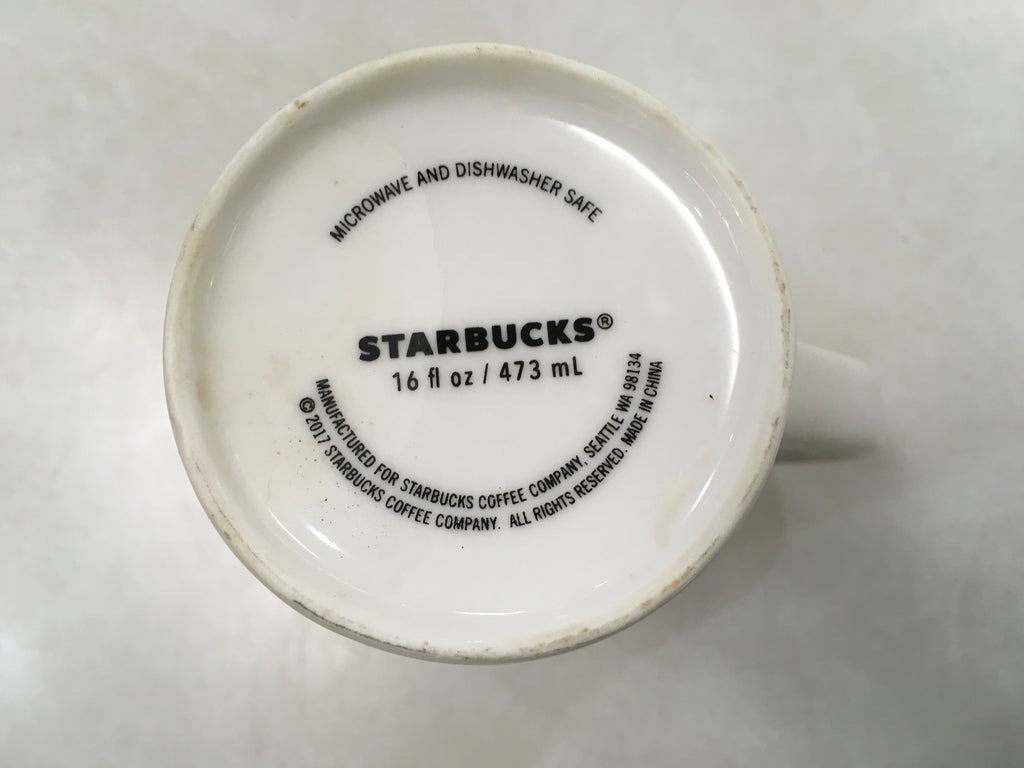 MICROWAVE AND DISHWASHER SAFE
STARBUCKS®
16 fl oz / 473 mL
MANUFACTURED FOR STARBUCKS COFFEE COMPANY, SEATTLE WA 98134
© 2017 STARBUCKS COFFEE COMPANY. ALL RIGHTS RESERVED. MADE IN CHINA